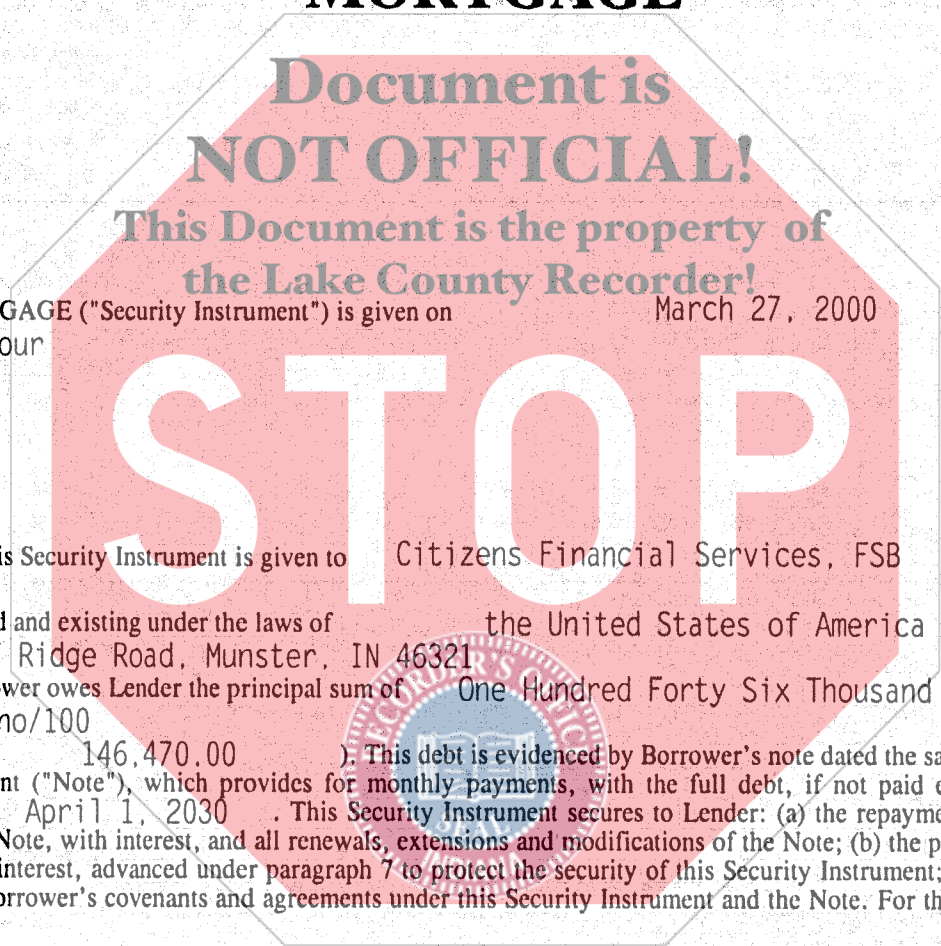 MORTGAGE
Document is
NOT OFFICIAL!
This Document is the property of
the Lake County Recorder!
GAGE ("Security Instrument") is given on March 27, 2000
our
STOP
is Security Instrument is given to Citizens Financial Services, FSB
and existing under the laws of the United States of America
Ridge Road, Munster, IN 46321
wer owes Lender the principal sum of One Hundred Forty Six Thousand
no/100
146,470.00 ). This debt is evidenced by Borrower's note dated the sa
nt ("Note"), which provides for monthly payments, with the full debt, if not paid e
April 1, 2030 . This Security Instrument secures to Lender: (a) the repayme
Note, with interest, and all renewals, extensions and modifications of the Note; (b) the p
interest, advanced under paragraph 7 to protect the security of this Security Instrument;
orrower's covenants and agreements under this Security Instrument and the Note. For th
RECORDER'S OFFICE
SEAL
INDIANA